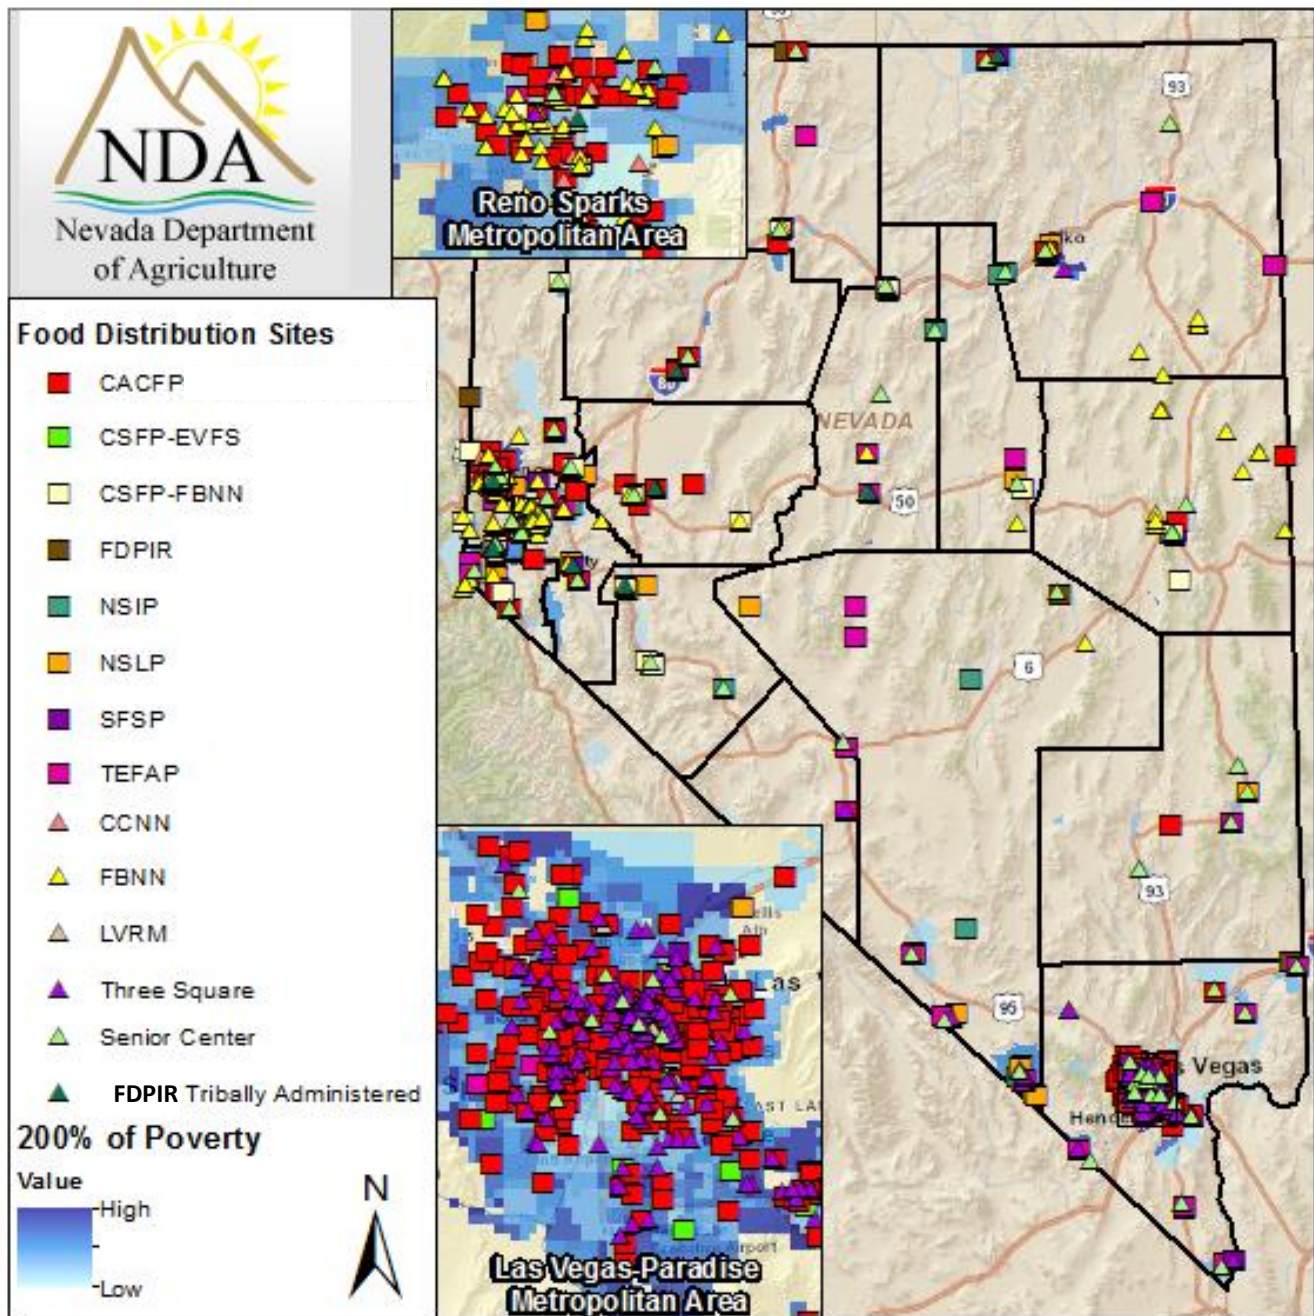 NDA
Nevada Department
of Agriculture
Food Distribution Sites
CACFP
CSFP-EVFS
CSFP-FBNN
FDPIR
NSIP
NSLP
SFSP
TEFAP
CCNN
FBNN
LVRM
Three Square
Senior Center
FDPIR Tribally Administered
200% of Poverty
Value
High
Low
N
Reno-Sparks
Metropolitan Area
93
80
NEVADA
50
6
93
95
Las Vegas-Paradise
Metropolitan Area